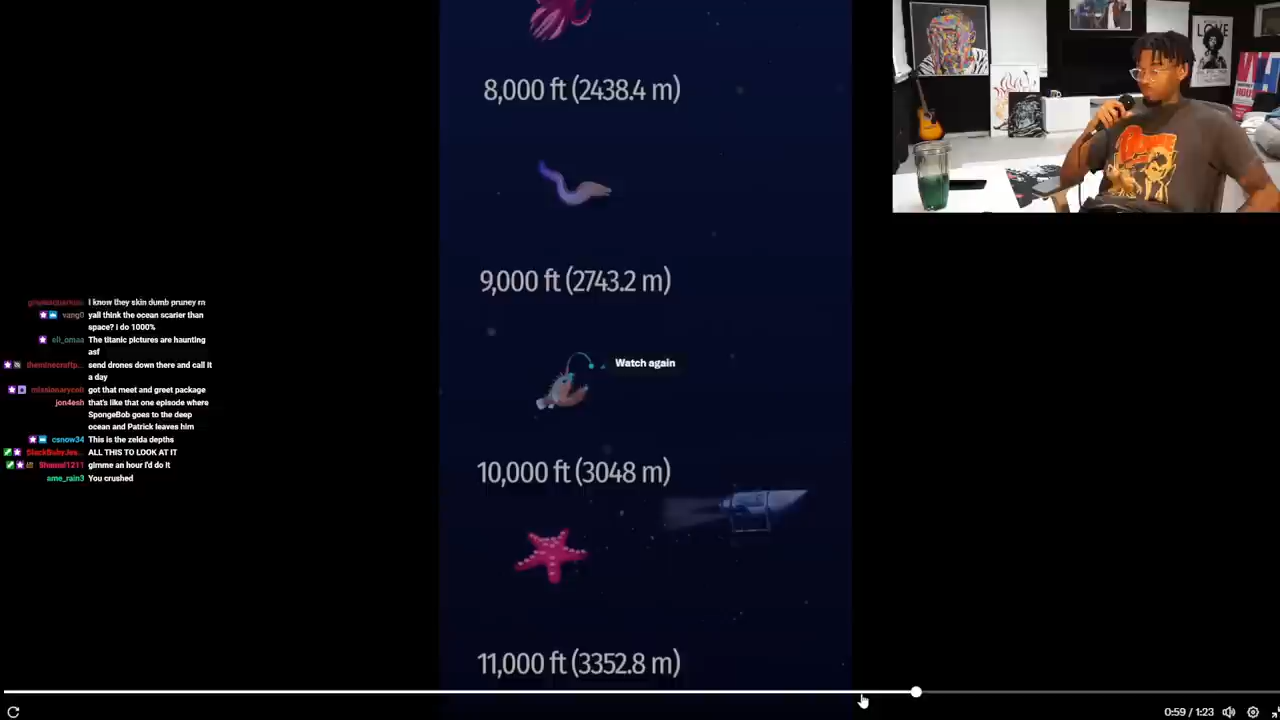 8,000 ft (2438.4 m)
LOVE
9,000 ft (2743.2 m)
I know they skin dumb pruney rn
vang0 yall think the ocean scarier than
space? i do 1000%
eli_omaa The titanic pictures are haunting
asf
theminecraftp... send drones down there and call it
a day
got that meet and greet package
jon4esh that's like that one episode where
SpongeBob goes to the deep
ocean and Patrick leaves him
csnow34 This is the zelda depths
ALL THIS TO LOOK AT IT
Shamel1211 gimme an hour i'd do it
ame_rain3 You crushed
Watch again
10,000 ft (3048 m)
11,000 ft (3352.8 m)
0:59 / 1:23